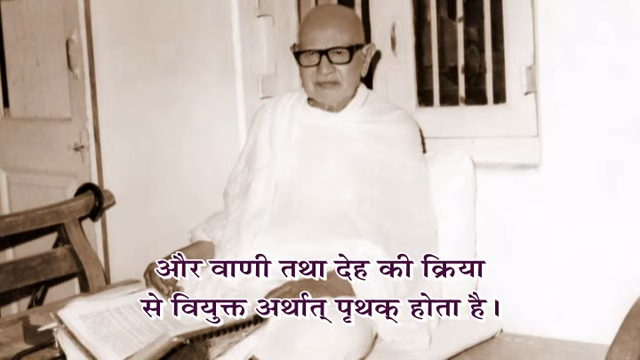 और वाणी तथा देह की क्रिया
से वियुक्त अर्थात् पृथक् होता है।